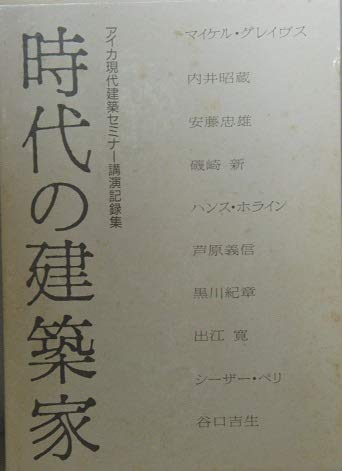 時代の建築家
アイカ現代建築セミナー講演記録集
マイケル・グレイヴス
内井昭蔵
安藤忠雄
磯崎 新
ハンス・ホライン
芦原義信
黒川紀章
出江 寛
シーザー・ペリ
谷口吉生